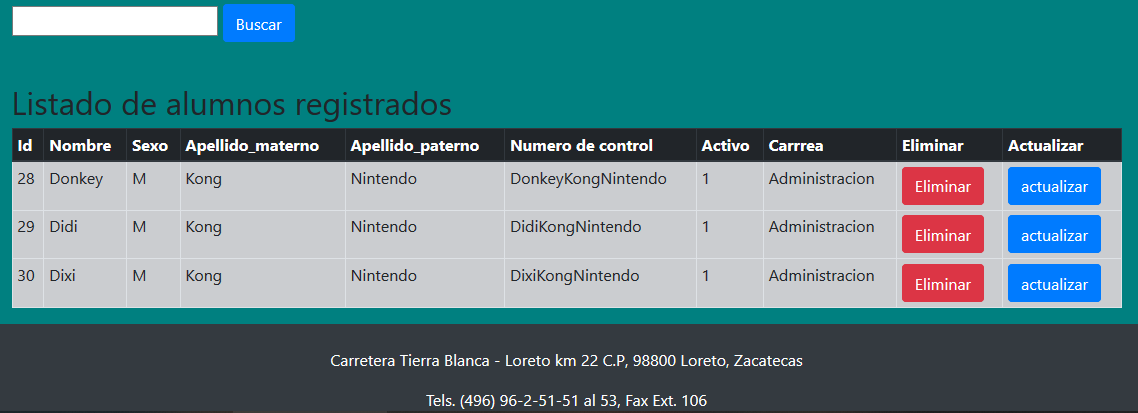 Buscar
Listado de alumnos registrados
Id Nombre Sexo Apellido_materno Apellido_paterno Numero de control Activo Carrrea Eliminar Actualizar
28 Donkey M Kong Nintendo DonkeyKongNintendo 1 Administracion Eliminar actualizar
29 Didi M Kong Nintendo DidiKongNintendo 1 Administracion Eliminar actualizar
30 Dixi M Kong Nintendo DixiKongNintendo 1 Administracion Eliminar actualizar
Carretera Tierra Blanca - Loreto km 22 C.P, 98800 Loreto, Zacatecas
Tels. (496) 96-2-51-51 al 53, Fax Ext. 106